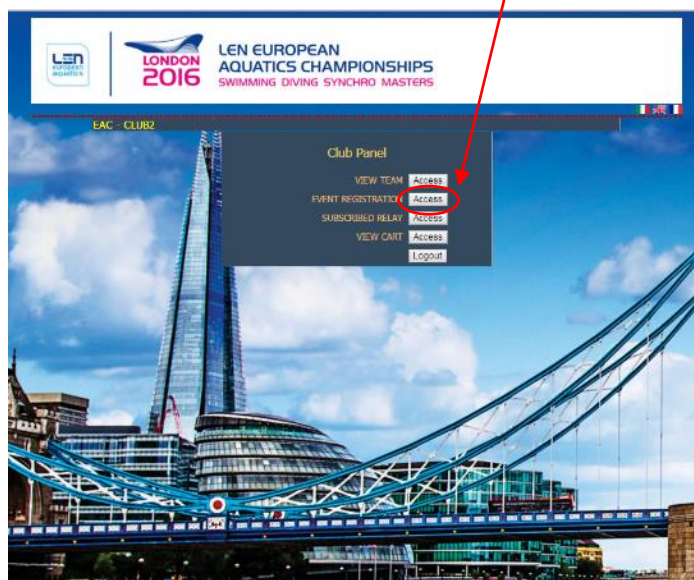 LEN
european
aquatics
LONDON
2016
LEN EUROPEAN
AQUATICS CHAMPIONSHIPS
SWIMMING DIVING SYNCHRO MASTERS
EAC - CLUB2
Club Panel
VIEW TEAM Access
EVENT REGISTRATION Access
SUBSCRIBED RELAY Access
VIEW CART Access
Logout